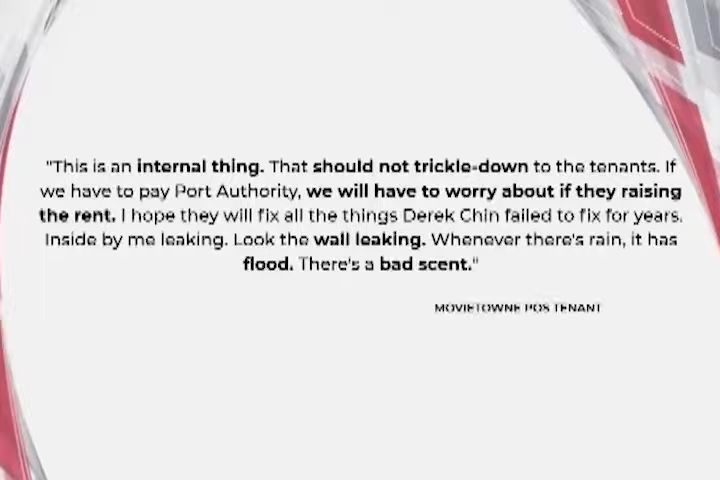 "This is an internal thing. That should not trickle-down to the tenants. If
we have to pay Port Authority, we will have to worry about if they raising
the rent. I hope they will fix all the things Derek Chin failed to fix for years.
Inside by me leaking. Look the wall leaking. Whenever there's rain, it has
flood. There's a bad scent."
MOVIETOWNE POS TENANT